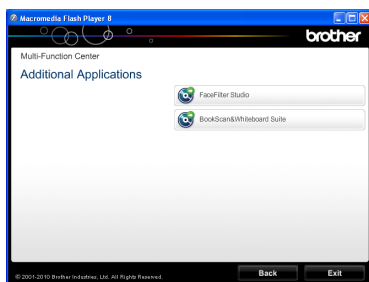 Macromedia Flash Player 8
brother
Multi-Function Center
Additional Applications
FaceFilter Studio
BookScan&Whiteboard Suite
© 2001-2010 Brother Industries, Ltd. All Rights Reserved.
Back
Exit